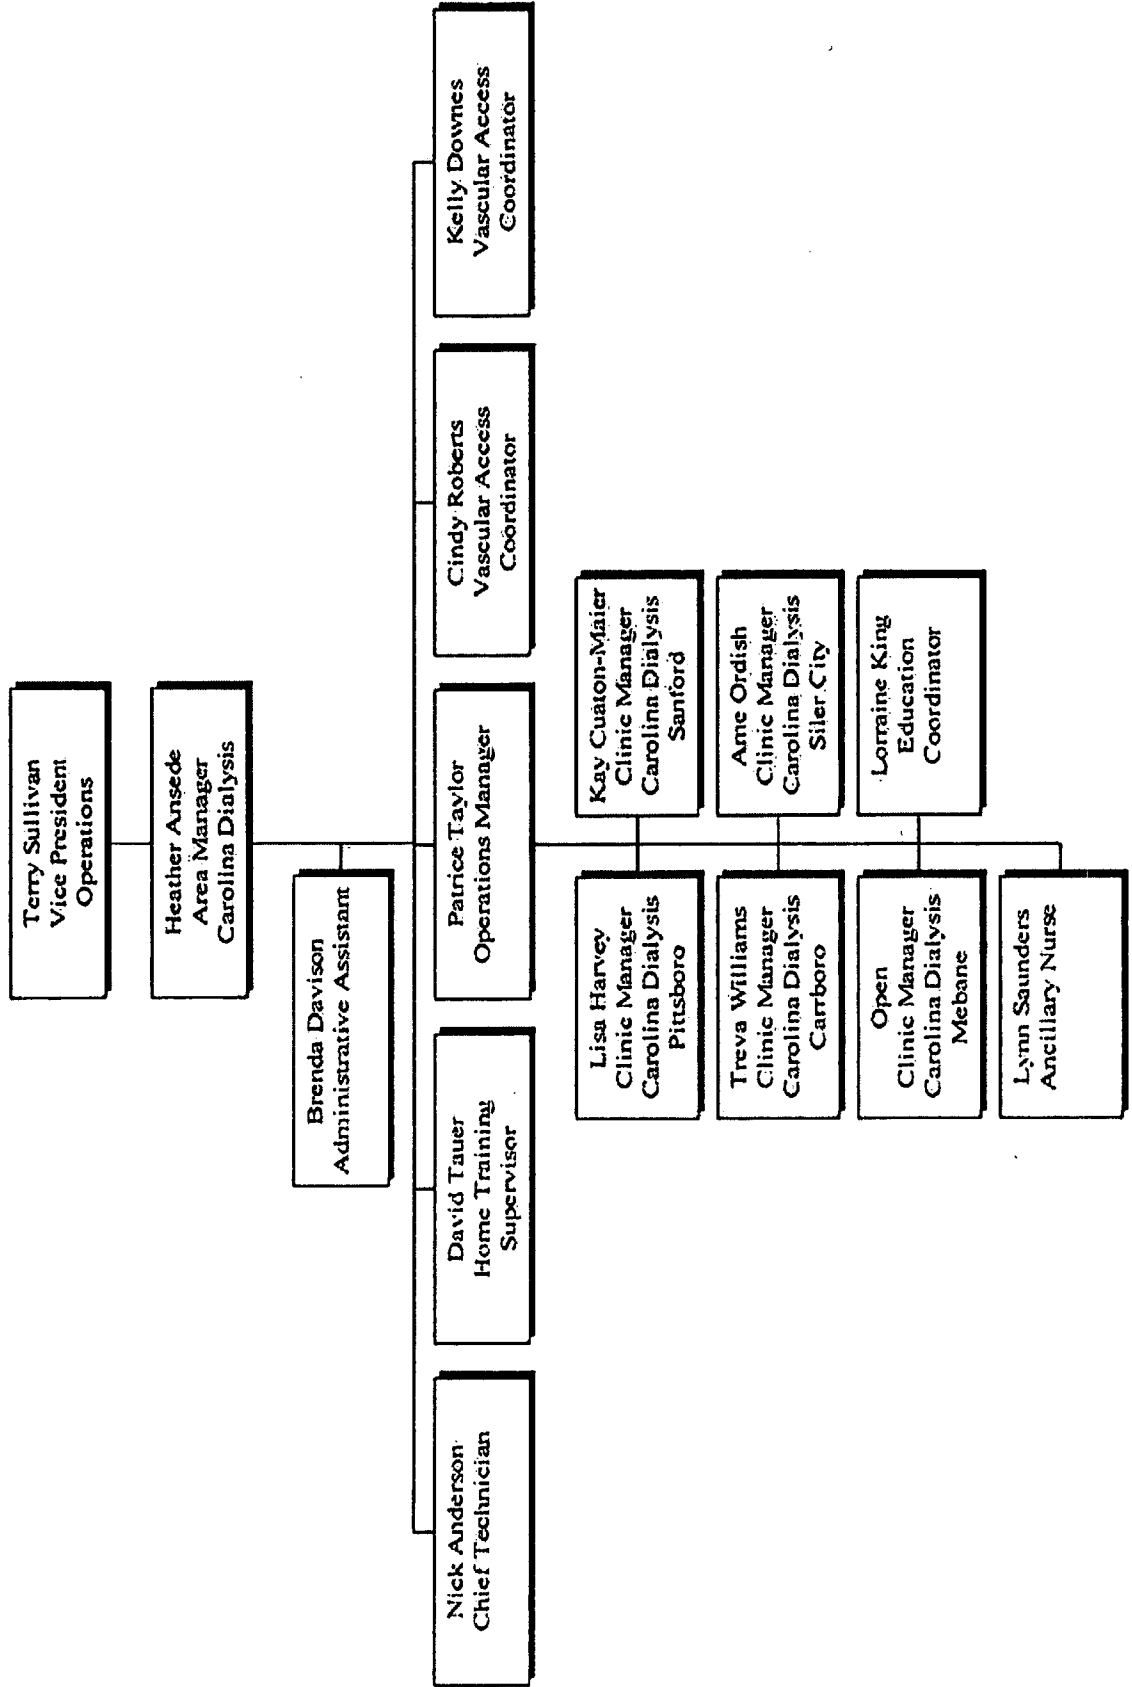 Terry Sullivan
Vice President
Operations
Heather Ansede
Area Manager
Carolina Dialysis
Brenda Davison
Administrative Assistant
Nick Anderson
Chief Technician
David Tauer
Home Training
Supervisor
Patrice Taylor
Operations Manager
Cindy Roberts
Vascular Access
Coordinator
Kelly Downes
Vascular Access
Coordinator
Lisa Harvey
Clinic Manager
Carolina Dialysis
Pittsboro
Kay Cuaton-Maier
Clinic Manager
Carolina Dialysis
Sanford
Treva Williams
Clinic Manager
Carolina Dialysis
Carrboro
Ame Ordish
Clinic Manager
Carolina Dialysis
Siler City
Open
Clinic Manager
Carolina Dialysis
Mebane
Lorraine King
Education
Coordinator
Lynn Saunders
Ancillary Nurse